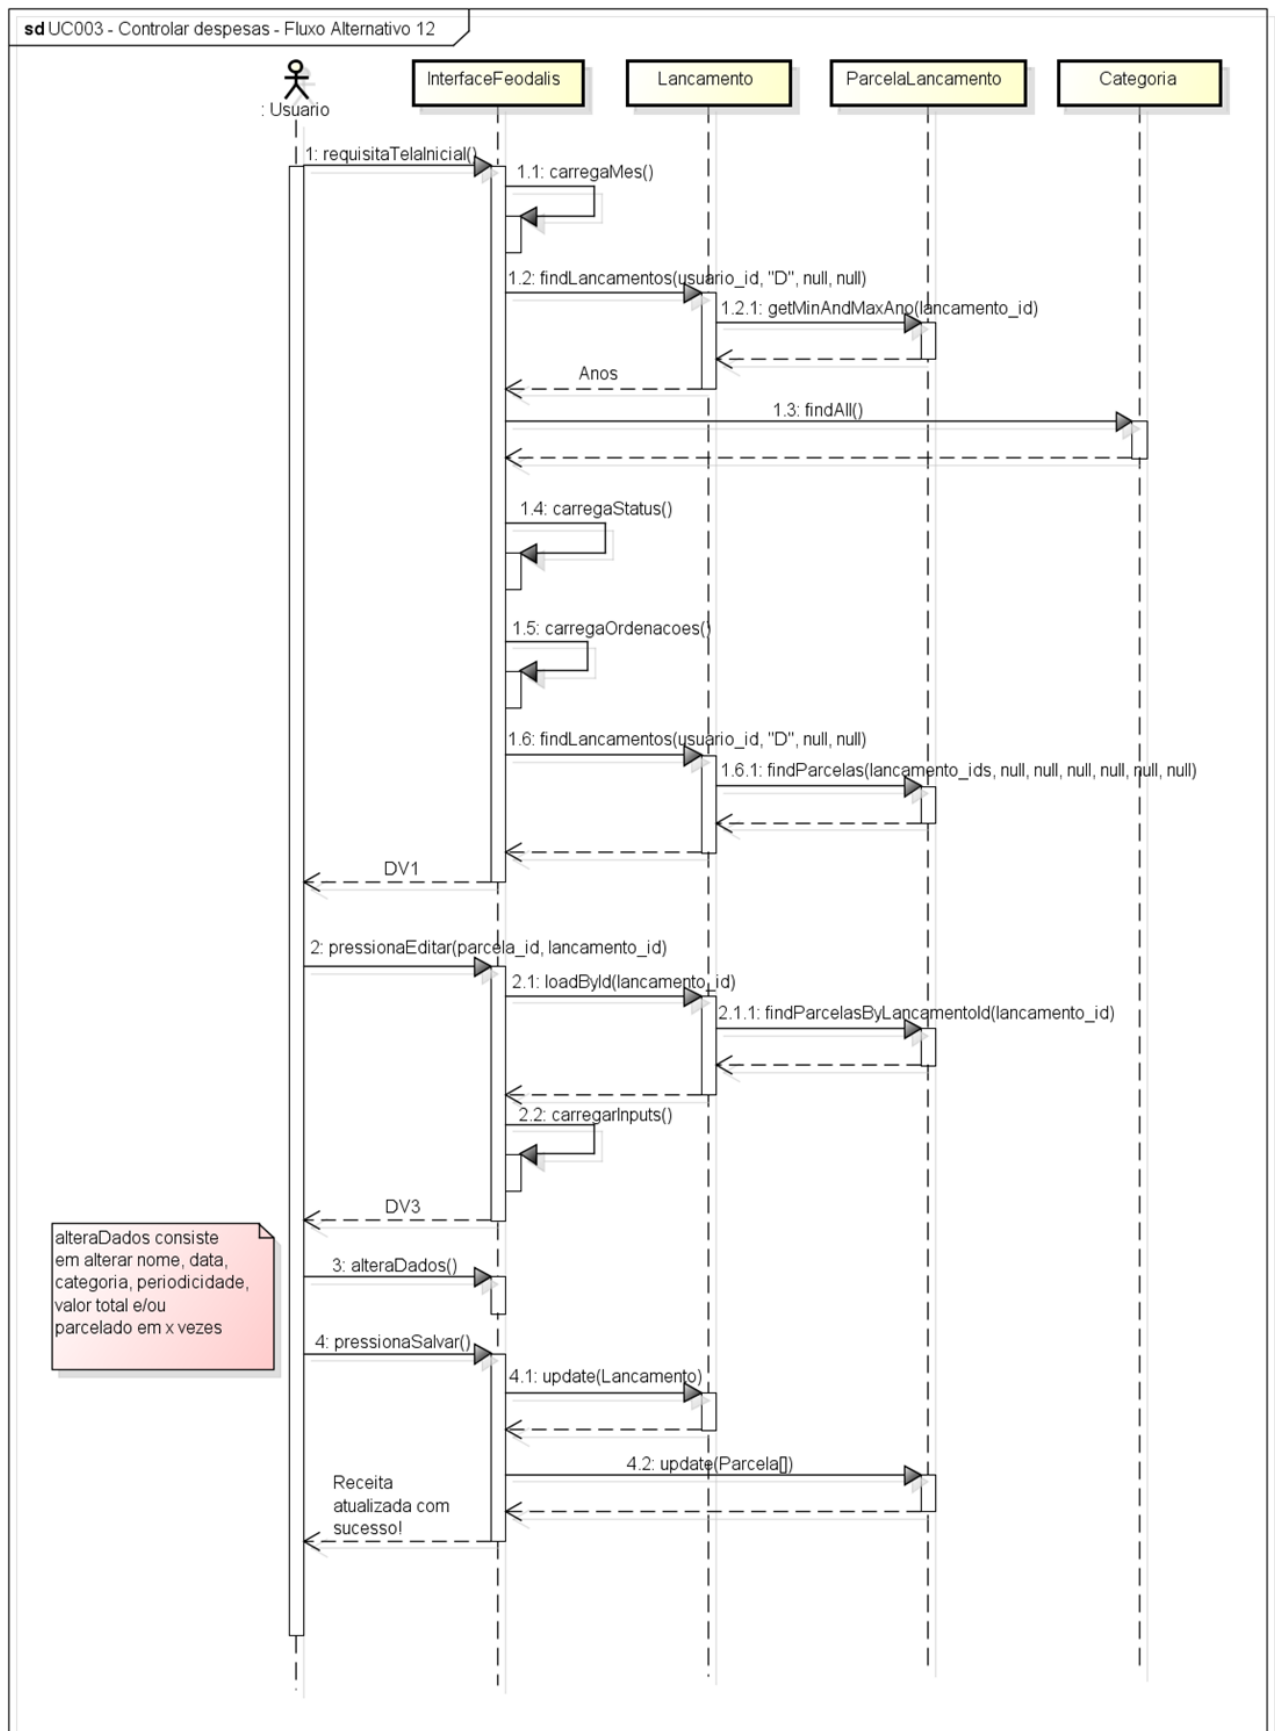 sd UC003 - Controlar despesas - Fluxo Alternativo 12
: Usuario
InterfaceFeodalis
Lancamento
ParcelaLancamento
Categoria
1: requisitaTelaInicial()
1.1: carregaMes()
1.2: findLancamentos(usuario_id, "D", null, null)
1.2.1: getMinAndMaxAno(lancamento_id)
Anos
1.3: findAll()
1.4: carregaStatus()
1.5: carregaOrdenacoes()
1.6: findLancamentos(usuario_id, "D", null, null)
1.6.1: findParcelas(lancamento_ids, null, null, null, null, null, null)
DV1
2: pressionaEditar(parcela_id, lancamento_id)
2.1: loadById(lancamento_id)
2.1.1: findParcelasByLancamentoId(lancamento_id)
2.2: carregarInputs()
DV3
alteraDados consiste
em alterar nome, data,
categoria, periodicidade,
valor total e/ou
parcelado em x vezes
3: alteraDados()
4: pressionaSalvar()
4.1: update(Lancamento)
4.2: update(Parcela[])
Receita
atualizada com
sucesso!